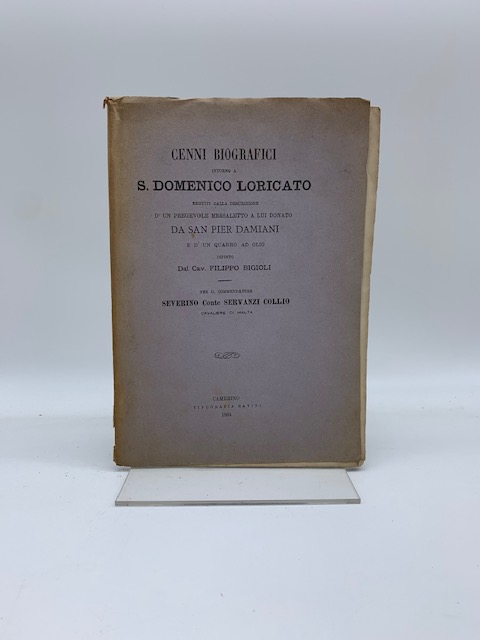 CENNI BIOGRAFICI
INTORNO A
S. DOMENICO LORICATO
SEGUITI DALLA DESCRIZIONE
D' UN PREGEVOLE MESSALETTO A LUI DONATO
DA SAN PIER DAMIANI
E D' UN QUADRO AD OLIO
DIPINTO
Dal Cav. FILIPPO BIGIOLI
PER IL COMMENDATORE
SEVERINO Conte SERVANZI COLLIO
CAVALIERE DI MALTA
CAMERINO
TIPOGRAFIA SAVINI